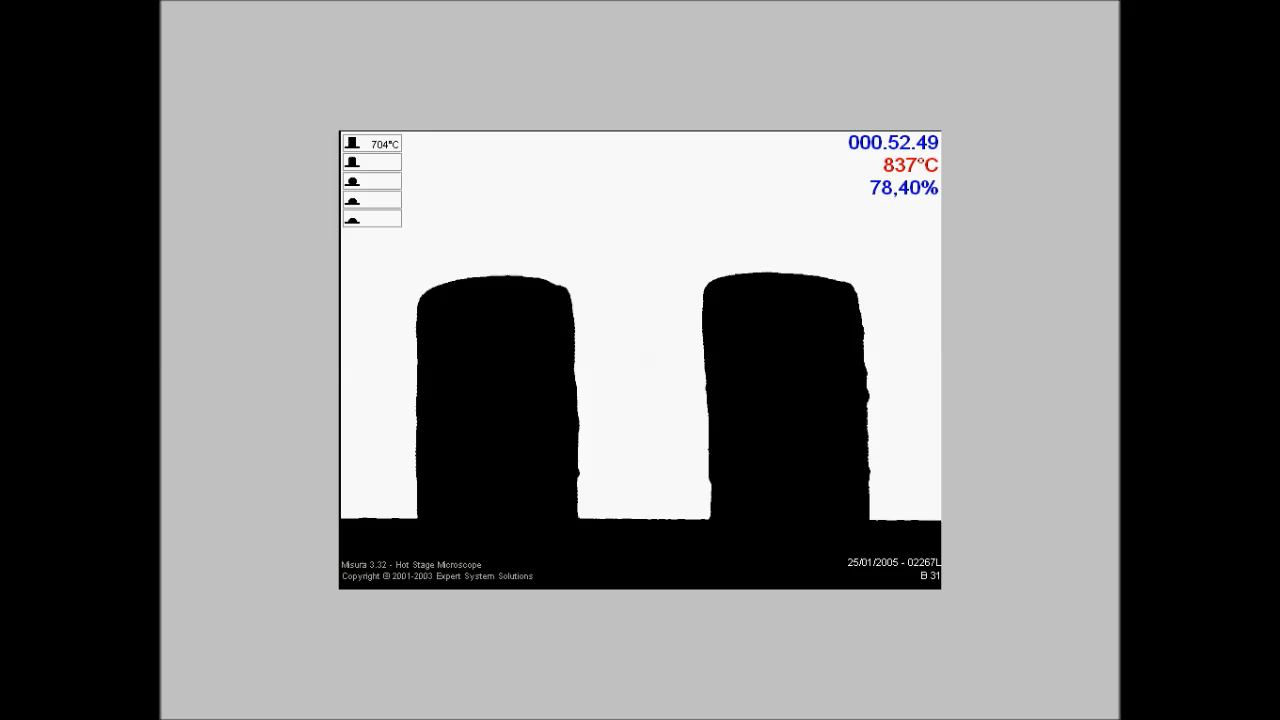 704°C
000.52.49
837°C
78,40%
Misura 3.32 - Hot Stage Microscope
Copyright © 2001-2003 Expert System Solutions
25/01/2005 - 02267L
B 31